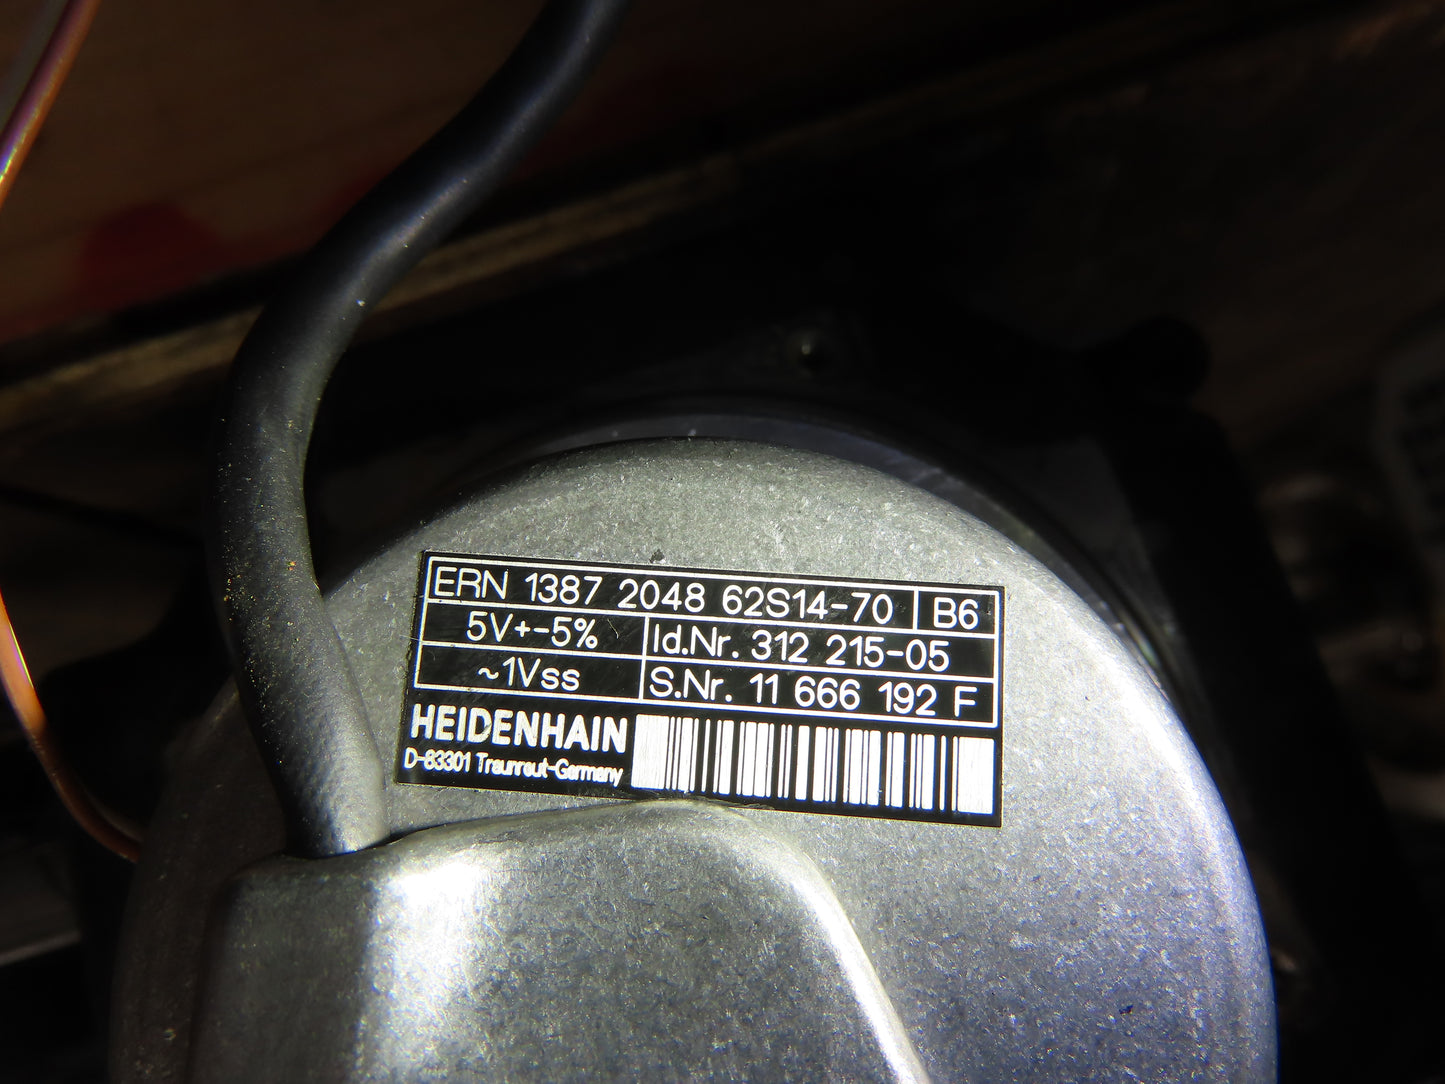 ERN 1387 2048 62S14-70 B6
5V+-5% Id.Nr. 312 215-05
~1Vss S.Nr. 11 666 192 F
HEIDENHAIN
D-83301 Traunreut-Germany